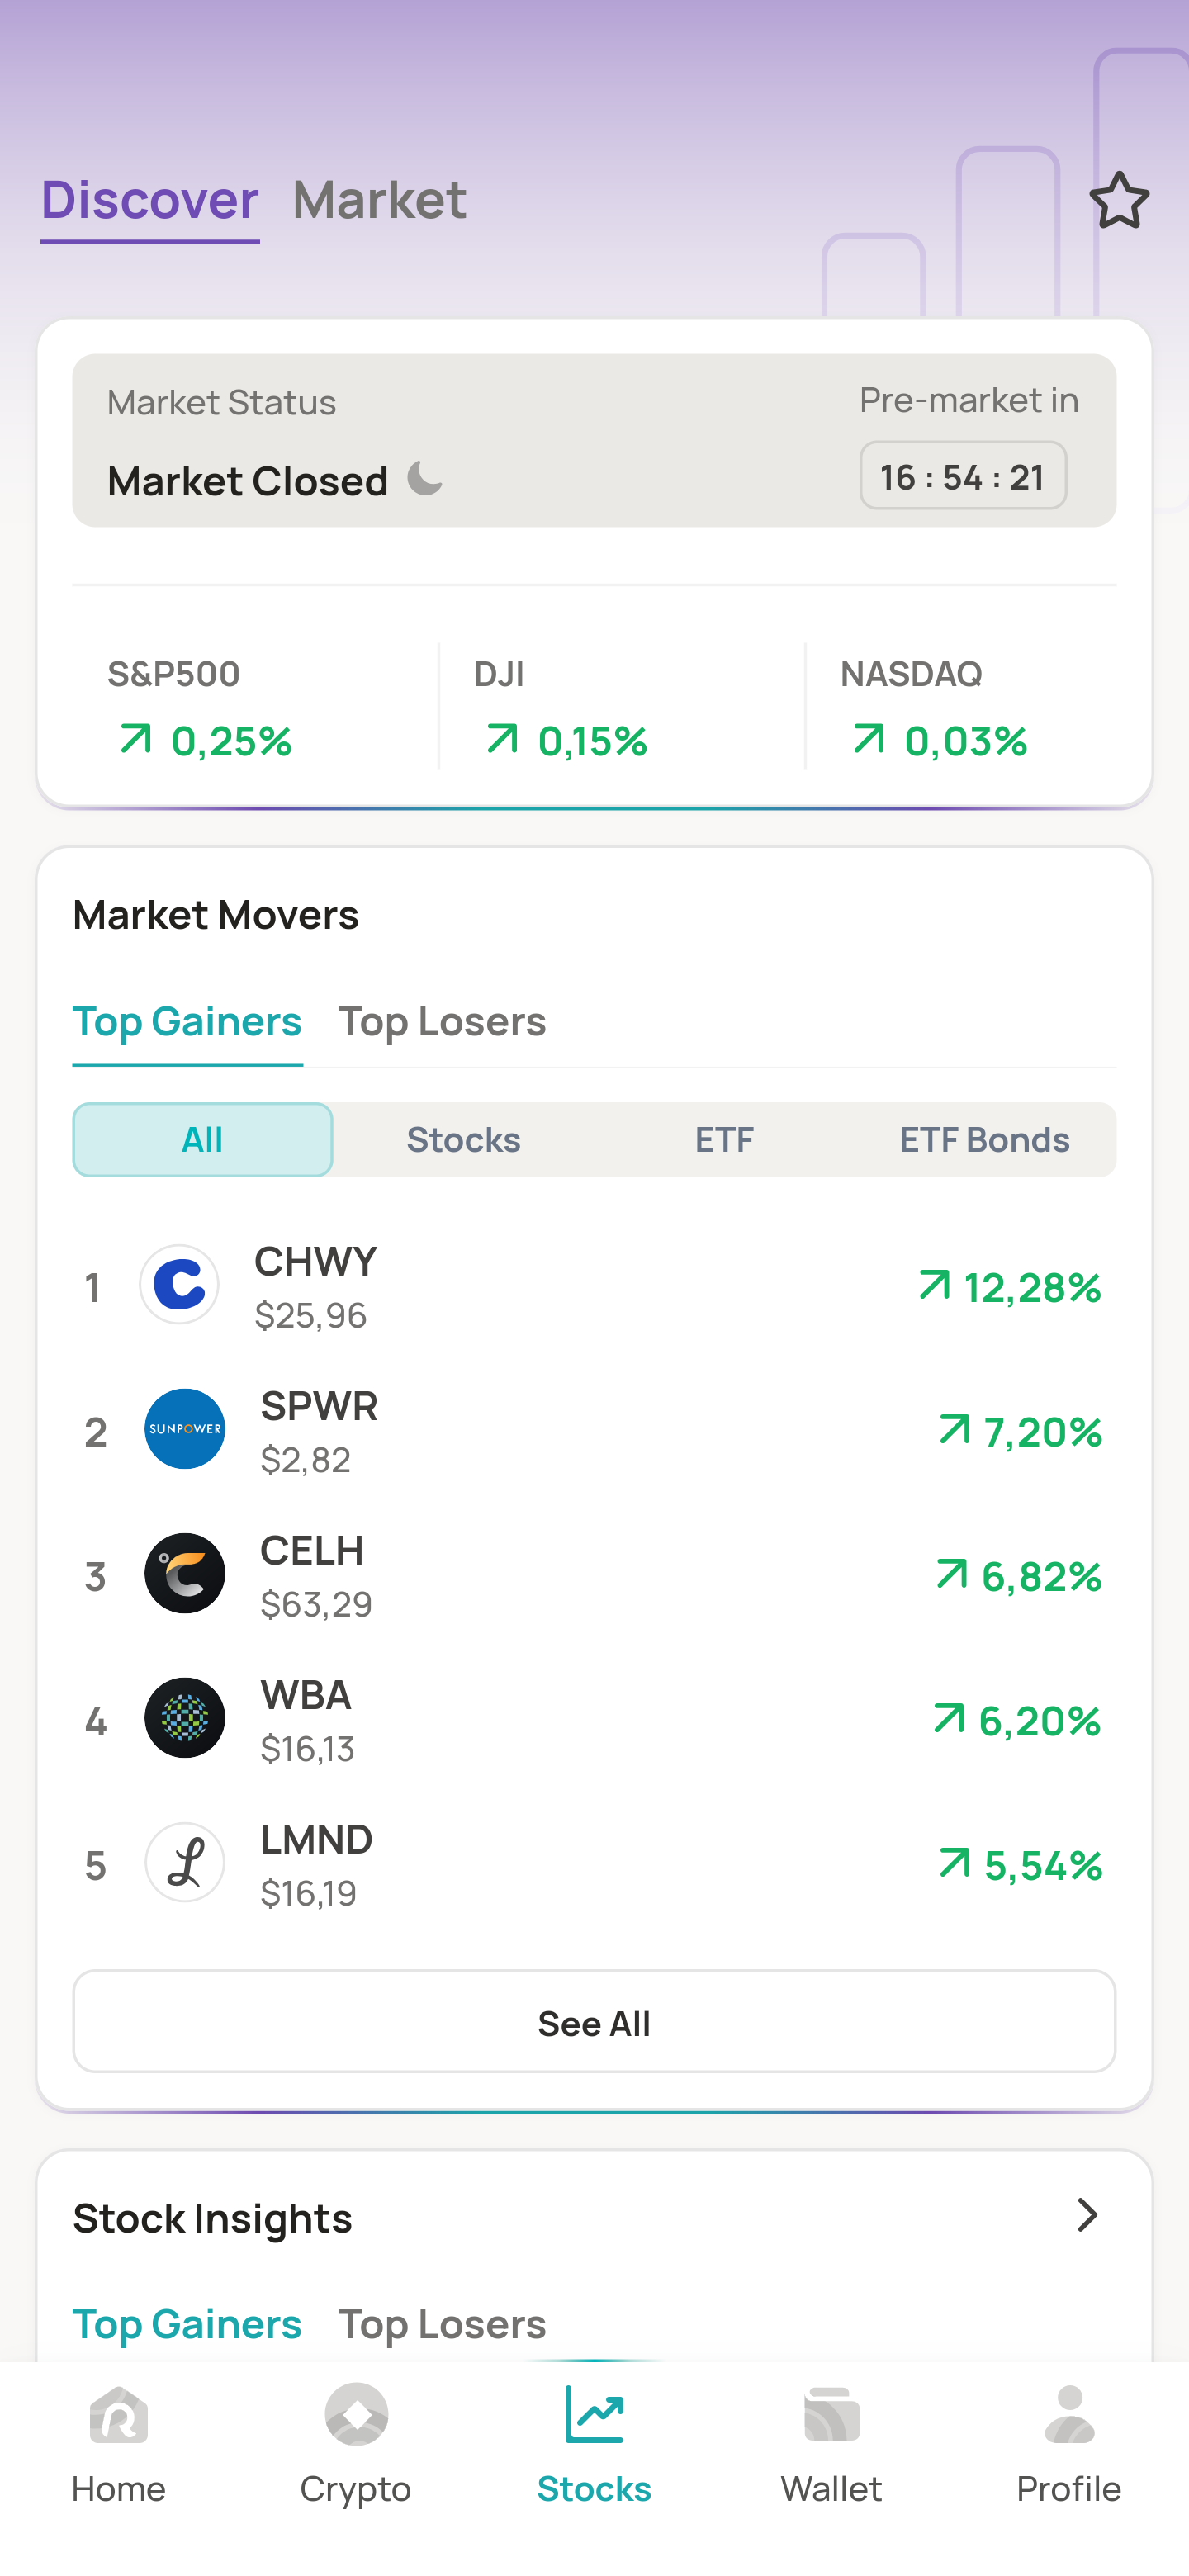 Discover Market
Market Status
Pre-market in
Market Closed
16 : 54 : 21
S&P500
DJI
NASDAQ
0,25%
0,15%
0,03%
Market Movers
Top Gainers Top Losers
All Stocks ETF ETF Bonds
1
CHWY
$25,96
12,28%
2
SUNPOWER
SPWR
$2,82
7,20%
3
CELH
$63,29
6,82%
4
WBA
$16,13
6,20%
5
LMND
$16,19
5,54%
See All
Stock Insights
Top Gainers Top Losers
Home Crypto Stocks Wallet Profile